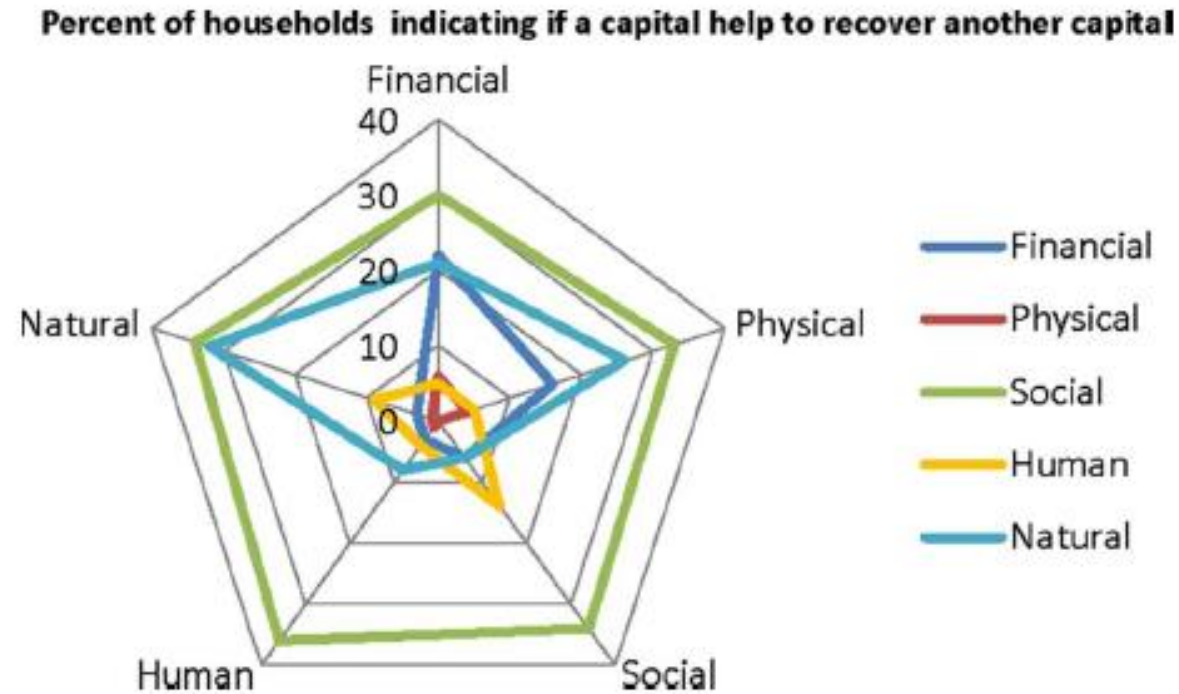 Percent of households indicating if a capital help to recover another capital
Financial
40
30
20
10
0
Natural
Physical
Human
Social
Financial
Physical
Social
Human
Natural